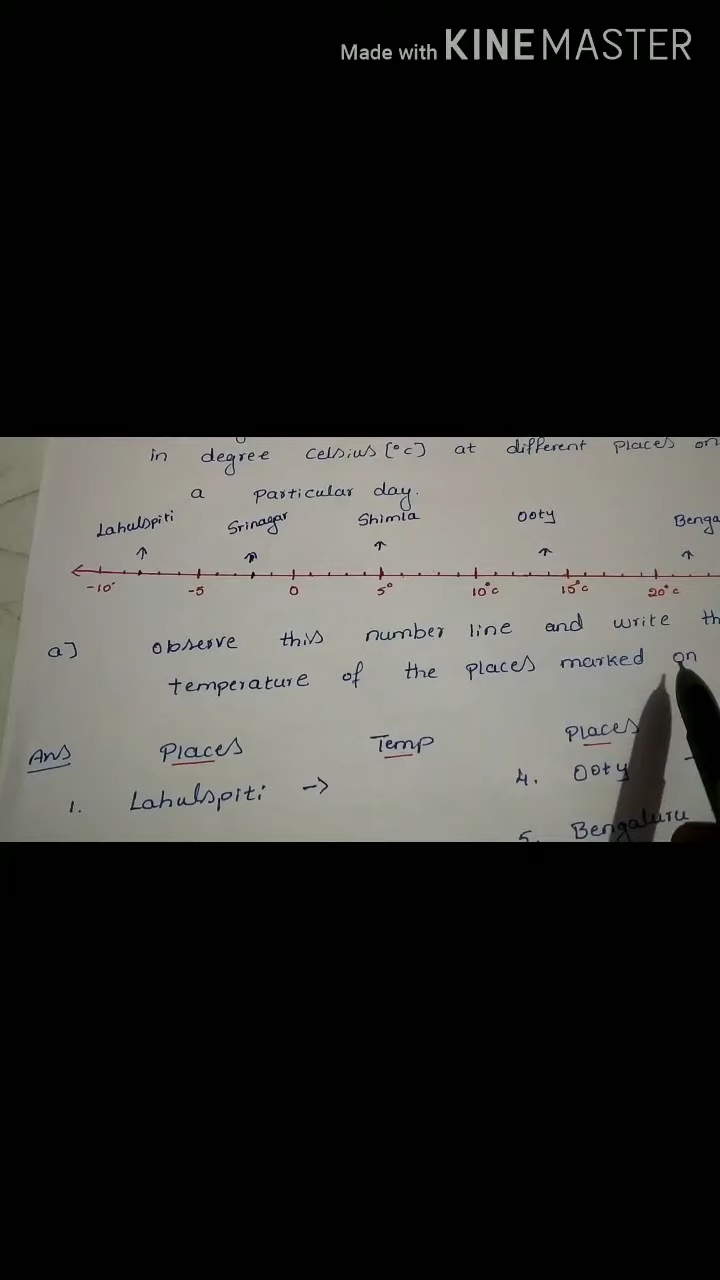 Made with KINEMASTER
in degree celsius [°c] at different places on
a particular day.
Lahulspiti Srinagar Shimla Ooty Benga
-10° -5 0 5° 10°c 15°c 20°c
a] observe this number line and write th
temperature of the places marked on
Ans Places Temp Places
1. Lahulspiti → 4. Ooty
5. Bengaluru